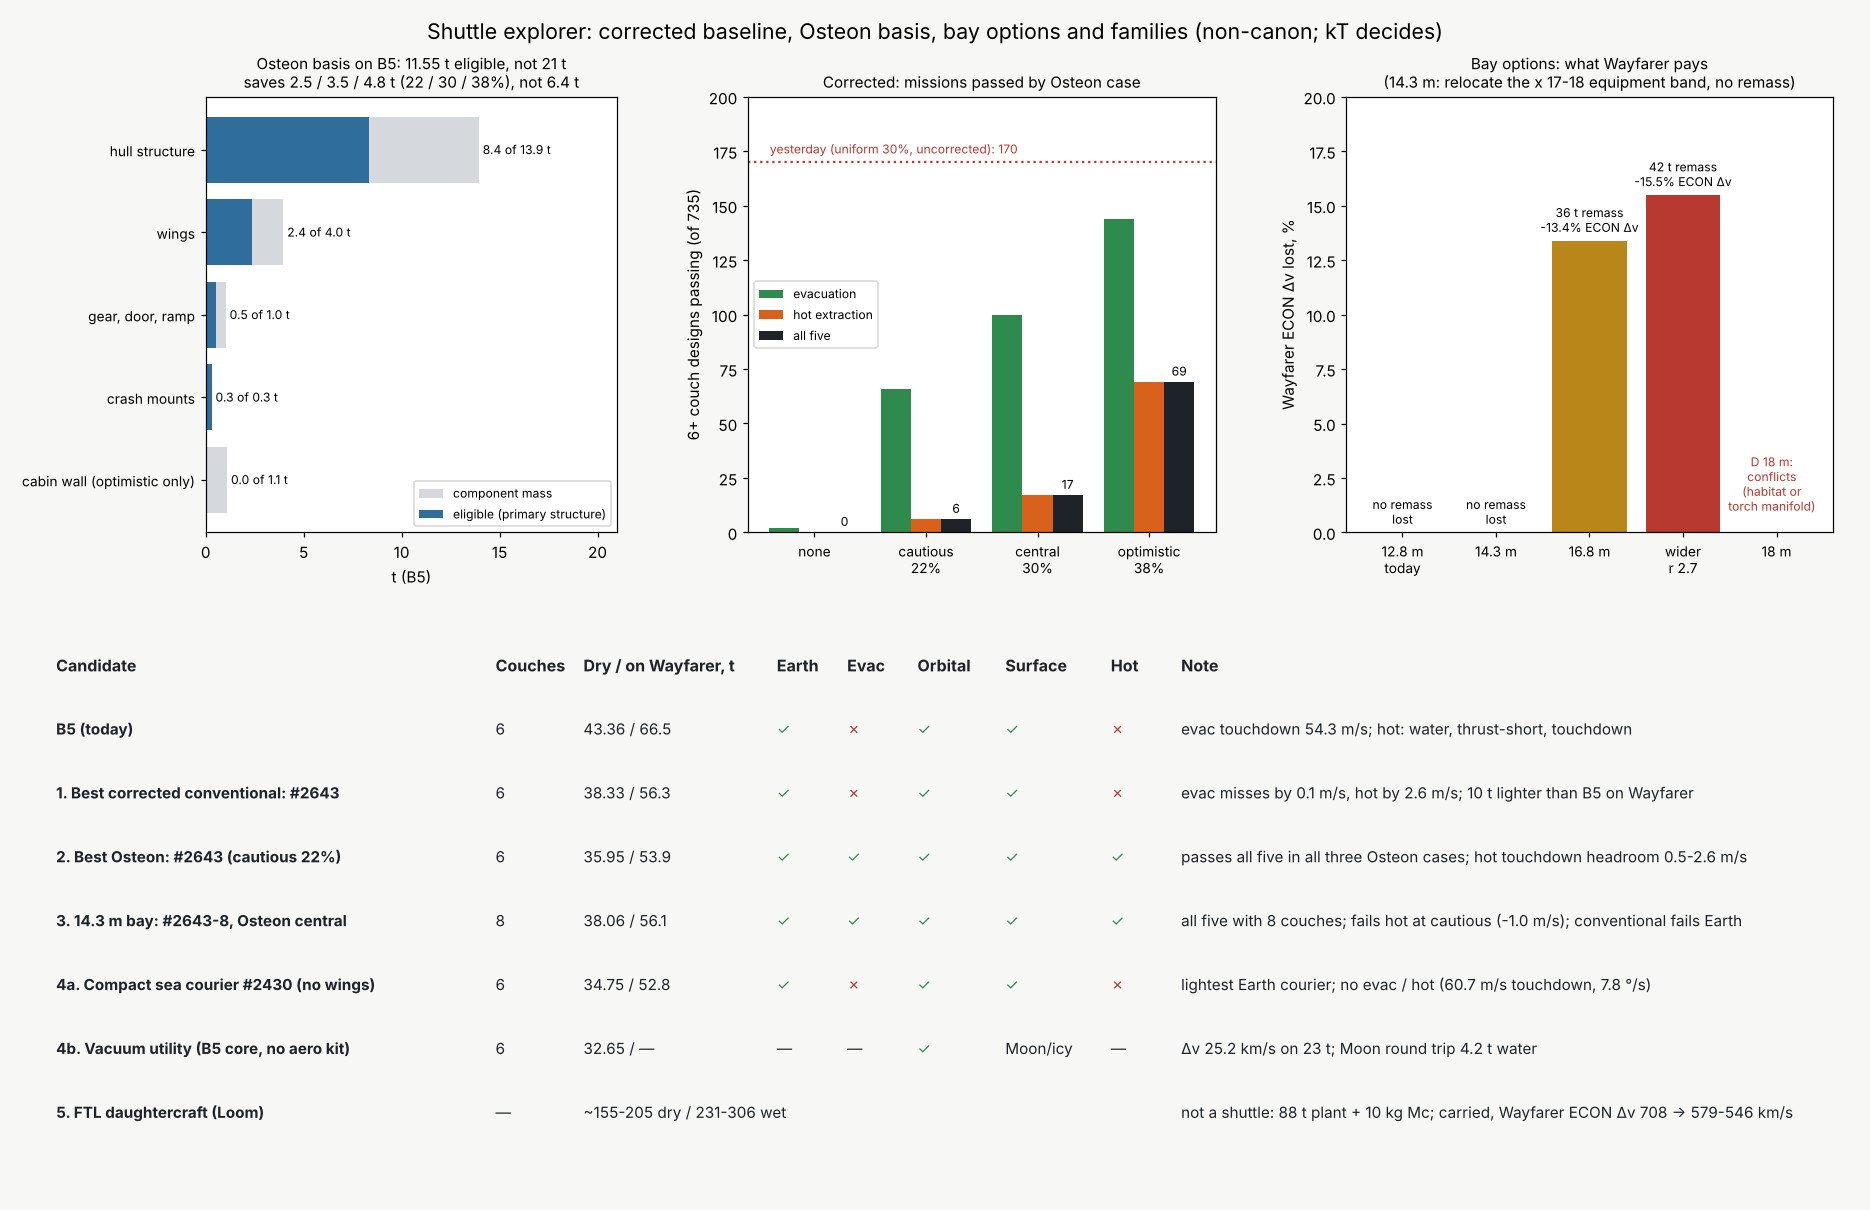 Shuttle explorer: corrected baseline, Osteon basis, bay options and families (non-canon; kT decides)
Osteon basis on B5: 11.55 t eligible, not 21 t
saves 2.5 / 3.5 / 4.8 t (22 / 30 / 38%), not 6.4 t
hull structure
8.4 of 13.9 t
wings
2.4 of 4.0 t
gear, door, ramp
0.5 of 1.0 t
crash mounts
0.3 of 0.3 t
cabin wall (optimistic only)
0.0 of 1.1 t
component mass
eligible (primary structure)
0 5 10 15 20
t (B5)
Corrected: missions passed by Osteon case
6+ couch designs passing (of 735)
200
175
150
125
100
75
50
25
0
yesterday (uniform 30%, uncorrected): 170
evacuation
hot extraction
all five
0
6
17
69
none
cautious
22%
central
30%
optimistic
38%
Bay options: what Wayfarer pays
(14.3 m: relocate the x 17-18 equipment band, no remass)
Wayfarer ECON Δv lost, %
20.0
17.5
15.0
12.5
10.0
7.5
5.0
2.5
0.0
no remass
lost
no remass
lost
36 t remass
-13.4% ECON Δv
42 t remass
-15.5% ECON Δv
D 18 m:
conflicts
(habitat or
torch manifold)
12.8 m
today
14.3 m
16.8 m
wider
r 2.7
18 m
Candidate Couches Dry / on Wayfarer, t Earth Evac Orbital Surface Hot Note
B5 (today) 6 43.36 / 66.5 ✓ × ✓ ✓ × evac touchdown 54.3 m/s; hot: water, thrust-short, touchdown
1. Best corrected conventional: #2643 6 38.33 / 56.3 ✓ × ✓ ✓ × evac misses by 0.1 m/s, hot by 2.6 m/s; 10 t lighter than B5 on Wayfarer
2. Best Osteon: #2643 (cautious 22%) 6 35.95 / 53.9 ✓ ✓ ✓ ✓ ✓ passes all five in all three Osteon cases; hot touchdown headroom 0.5-2.6 m/s
3. 14.3 m bay: #2643-8, Osteon central 8 38.06 / 56.1 ✓ ✓ ✓ ✓ ✓ all five with 8 couches; fails hot at cautious (-1.0 m/s); conventional fails Earth
4a. Compact sea courier #2430 (no wings) 6 34.75 / 52.8 ✓ × ✓ ✓ × lightest Earth courier; no evac / hot (60.7 m/s touchdown, 7.8 °/s)
4b. Vacuum utility (B5 core, no aero kit) 6 32.65 / — — — ✓ Moon/icy — Δv 25.2 km/s on 23 t; Moon round trip 4.2 t water
5. FTL daughtercraft (Loom) — ~155-205 dry / 231-306 wet not a shuttle: 88 t plant + 10 kg Mc; carried, Wayfarer ECON Δv 708 → 579-546 km/s